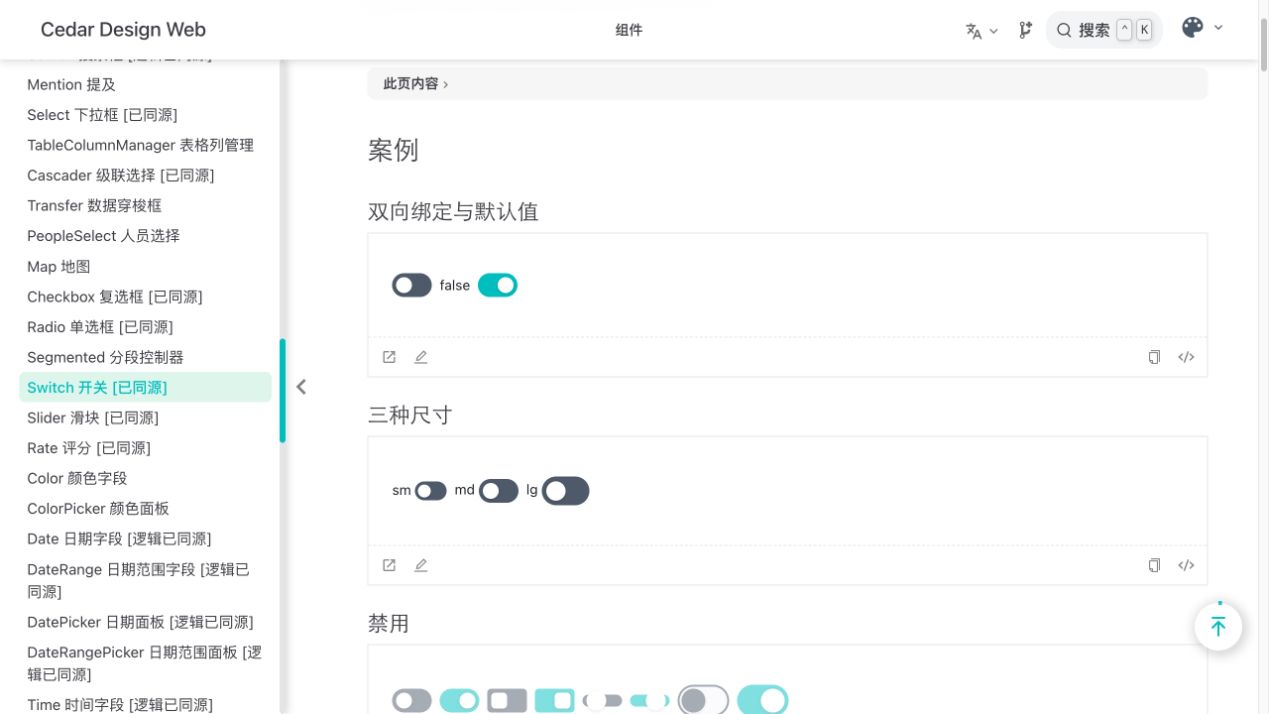 Cedar Design Web
组件
搜索 ^ K
Mention 提及
Select 下拉框 [已同源]
TableColumnManager 表格列管理
Cascader 级联选择 [已同源]
Transfer 数据穿梭框
PeopleSelect 人员选择
Map 地图
Checkbox 复选框 [已同源]
Radio 单选框 [已同源]
Segmented 分段控制器
Switch 开关 [已同源]
Slider 滑块 [已同源]
Rate 评分 [已同源]
Color 颜色字段
ColorPicker 颜色面板
Date 日期字段 [逻辑已同源]
DateRange 日期范围字段 [逻辑已
同源]
DatePicker 日期面板 [逻辑已同源]
DateRangePicker 日期范围面板 [逻
辑已同源]
Time 时间字段 [逻辑已同源]
此页内容 ›
案例
双向绑定与默认值
false
三种尺寸
sm md lg
禁用